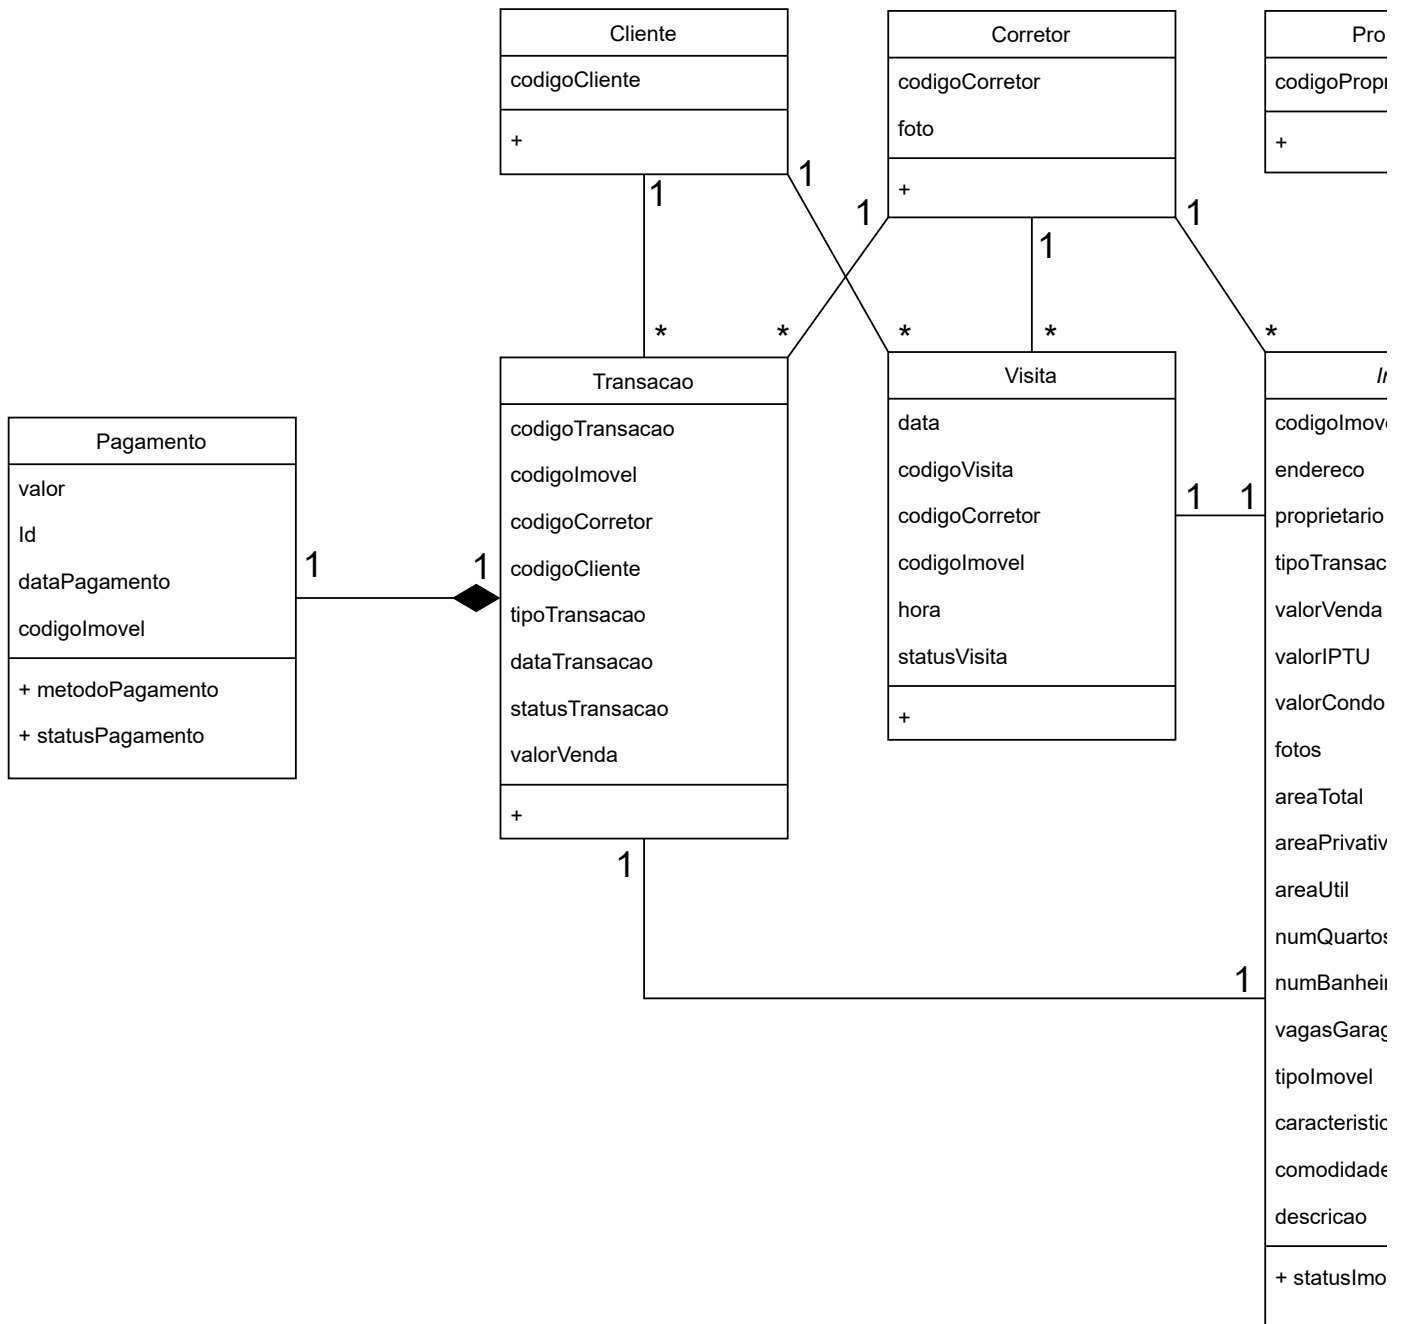 Cliente
codigoCliente
+
1
1
*
Corretor
codigoCorretor
foto
+
1
1
1
*
*
*
*
+
Pagamento
valor
Id
dataPagamento
codigoImovel
+ metodoPagamento
+ statusPagamento
1
1
Transacao
codigoTransacao
codigoImovel
codigoCorretor
codigoCliente
tipoTransacao
dataTransacao
statusTransacao
valorVenda
+
1
1
Visita
data
codigoVisita
codigoCorretor
codigoImovel
hora
statusVisita
+
1
1
endereco
proprietario
valorVenda
valorIPTU
fotos
areaTotal
areaUtil
tipoImovel
descricao
+